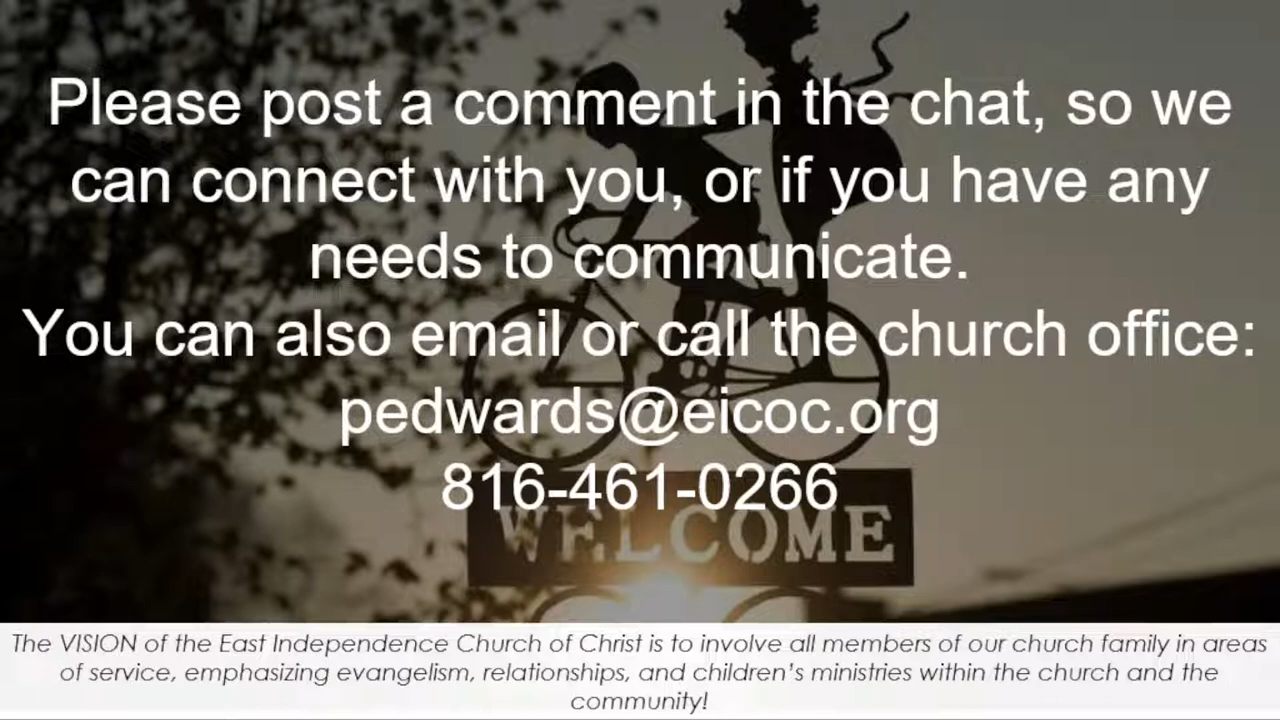 Please post a comment in the chat, so we
can connect with you, or if you have any
needs to communicate.
You can also email or call the church office:
pedwards@eicoc.org
816-461-0266
WELCOME
The VISION of the East Independence Church of Christ is to involve all members of our church family in areas
of service, emphasizing evangelism, relationships, and children's ministries within the church and the
community!